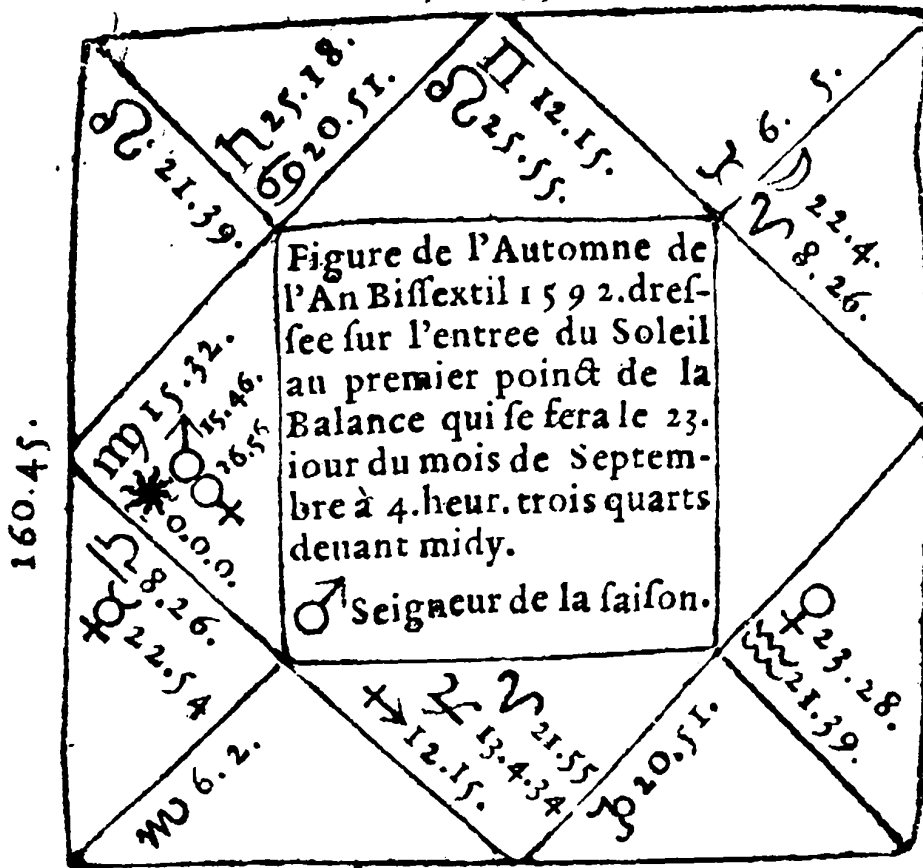 ♌ 21.39.
♄25.18.
♋20.51.
♊ 12.15.
☊25.55.
♉ 6. 5.
☽ 22.4.
♈ 8.26.
160.45.
♍ 15.32.
♂ 15.46.
♀ 26.55
☀ 0.0.0.
Figure de l'Automne de
l'An Biſſextil 1592.dreſ-
ſee ſur l'entree du Soleil
au premier poinct de la
Balance qui ſe fera le 23.
iour du mois de Septem-
bre à 4.heur. trois quarts
deuant midy.
♂ Seigneur de la ſaiſon.
♎ 8.26.
☿ 22.54
♏ 6.2.
♐ 12.15.
♃ 13.4.34
☋ 21.55
♑ 20.51.
♀ 23.28.
♒ 21.39.